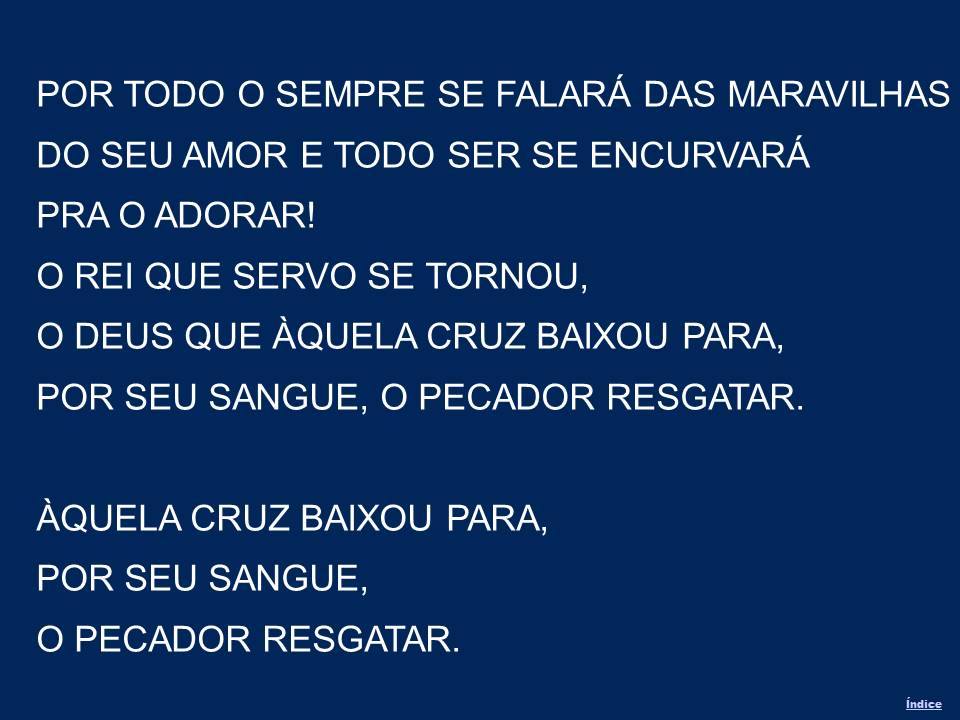 POR TODO O SEMPRE SE FALARÁ DAS MARAVILHAS
DO SEU AMOR E TODO SER SE ENCURVARÁ
PRA O ADORAR!
O REI QUE SERVO SE TORNOU,
O DEUS QUE ÀQUELA CRUZ BAIXOU PARA,
POR SEU SANGUE, O PECADOR RESGATAR.
ÀQUELA CRUZ BAIXOU PARA,
POR SEU SANGUE,
O PECADOR RESGATAR.
Índice